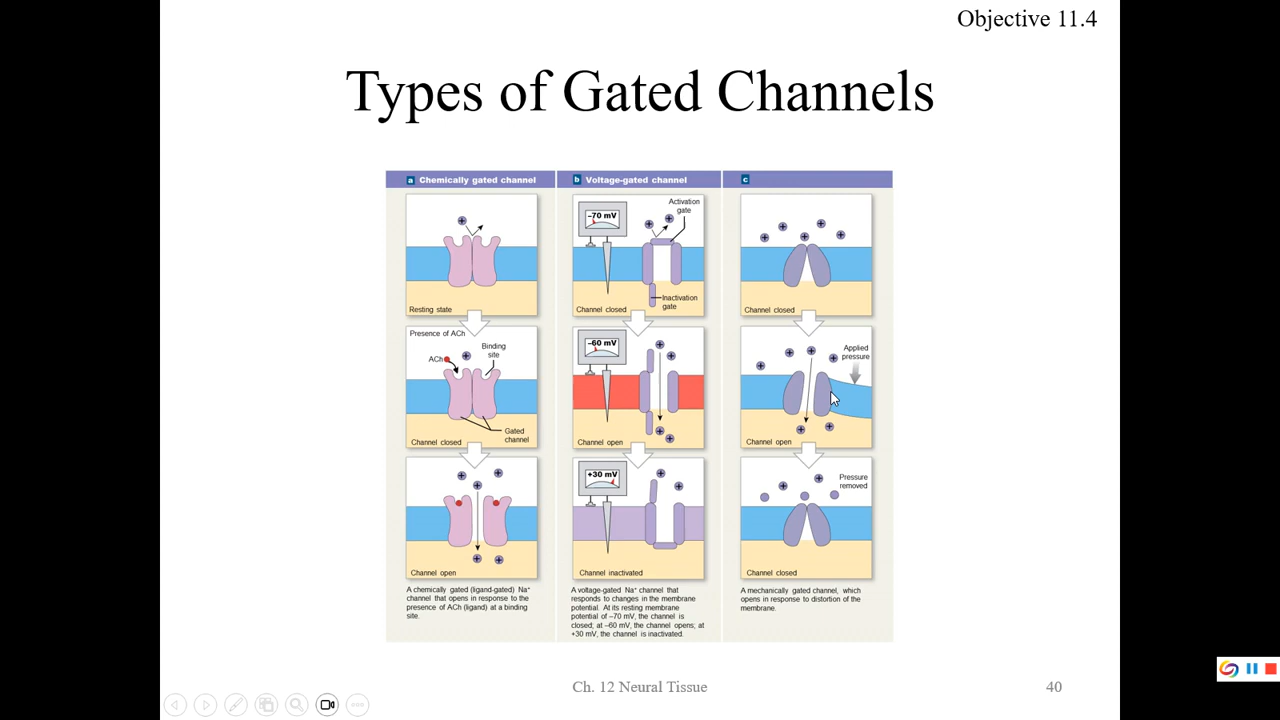 Objective 11.4
Types of Gated Channels
a Chemically gated channel
Resting state
Presence of ACh
ACh
Binding
site
Gated
channel
Channel closed
Channel open
A chemically gated (ligand-gated) Na⁺
channel that opens in response to the
presence of ACh (ligand) at a binding
site.
b Voltage-gated channel
–70 mV
Activation
gate
Inactivation
gate
Channel closed
–60 mV
Channel open
+30 mV
Channel inactivated
A voltage-gated Na⁺ channel that
responds to changes in the membrane
potential. At its resting membrane
potential of –70 mV, the channel is
closed; at –60 mV, the channel opens; at
+30 mV, the channel is inactivated.
c
Channel closed
Applied
pressure
Channel open
Pressure
removed
Channel closed
A mechanically gated channel, which
opens in response to distortion of the
membrane.
Ch. 12 Neural Tissue
40